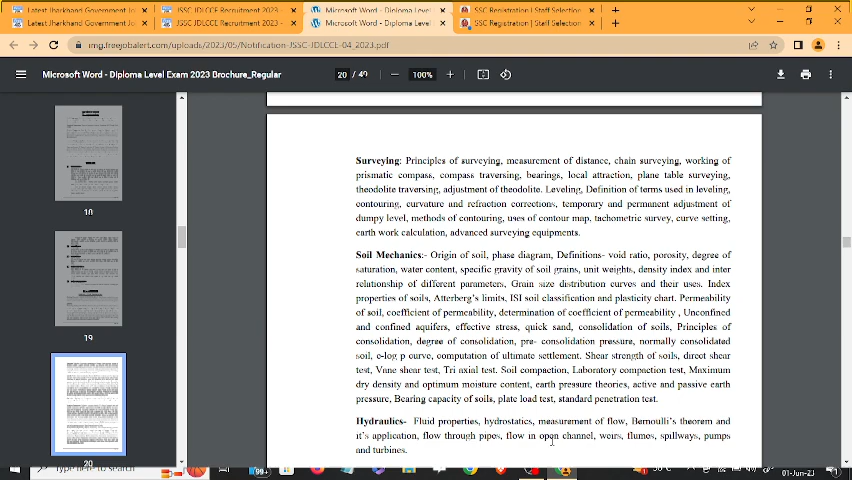 Latest Jharkhand Government Jo
JSSC JDLCCE Recruitment 2023 -
Microsoft Word - Diploma Level
SSC Registration | Staff Selection
Latest Jharkhand Government Jo
JSSC JDLCCE Recruitment 2023 -
Microsoft Word - Diploma Level
SSC Registration | Staff Selection
img.freejobalert.com/uploads/2023/05/Notification-JSSC-JDLCCE-04_2023.pdf
Microsoft Word - Diploma Level Exam 2023 Brochure_Regular
20 / 49
100%
18
19
20
Surveying: Principles of surveying, measurement of distance, chain surveying, working of
prismatic compass, compass traversing, bearings, local attraction, plane table surveying,
theodolite traversing, adjustment of theodolite. Leveling, Definition of terms used in leveling,
contouring, curvature and refraction corrections, temporary and permanent adjustment of
dumpy level, methods of contouring, uses of contour map, tachometric survey, curve setting,
earth work calculation, advanced surveying equipments.
Soil Mechanics:- Origin of soil, phase diagram, Definitions- void ratio, porosity, degree of
saturation, water content, specific gravity of soil grains, unit weights, density index and inter
relationship of different parameters, Grain size distribution curves and their uses. Index
properties of soils, Atterberg's limits, ISI soil classification and plasticity chart. Permeability
of soil, coefficient of permeability, determination of coefficient of permeability , Unconfined
and confined aquifers, effective stress, quick sand, consolidation of soils, Principles of
consolidation, degree of consolidation, pre- consolidation pressure, normally consolidated
soil, e-log p curve, computation of ultimate settlement. Shear strength of soils, direct shear
test, Vane shear test, Tri axial test. Soil compaction, Laboratory compaction test, Maximum
dry density and optimum moisture content, earth pressure theories, active and passive earth
pressure, Bearing capacity of soils, plate load test, standard penetration test.
Hydraulics- Fluid properties, hydrostatics, measurement of flow, Bernoulli's theorem and
it's application, flow through pipes, flow in open channel, weirs, flumes, spillways, pumps
and turbines.
Type here to search
99+
01-Jun-23